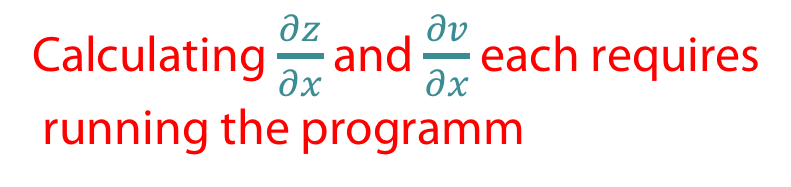 Calculating ∂z/∂x and ∂v/∂x each requires
running the programm